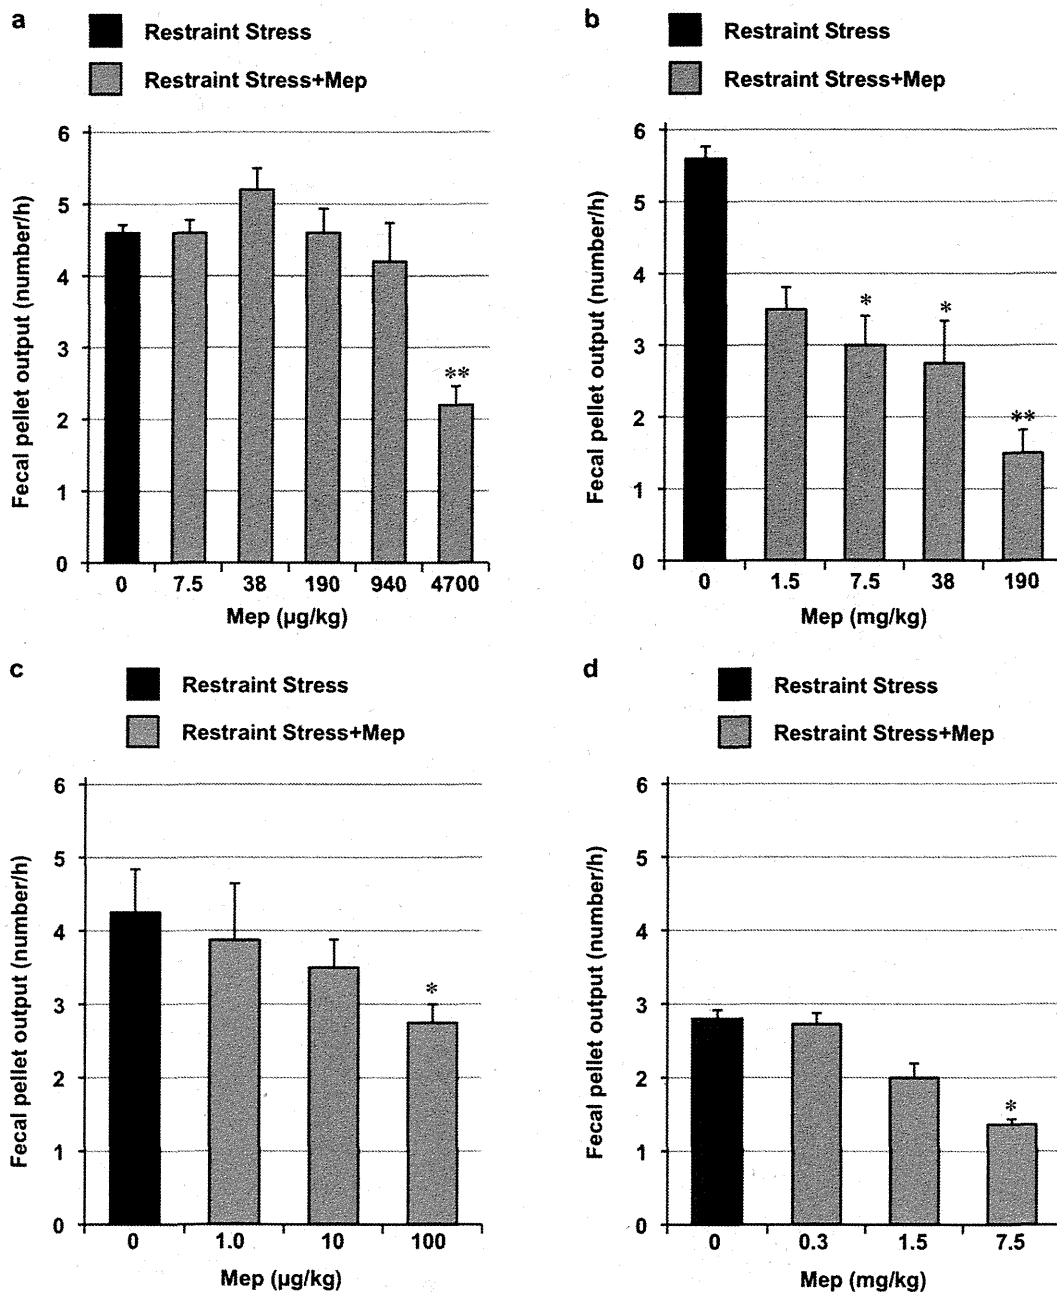 a
Restraint Stress
Restraint Stress+Mep
Fecal pellet output (number/h)
6
5
4
3
2
1
0
**
0 7.5 38 190 940 4700
Mep (µg/kg)
b
Restraint Stress
Restraint Stress+Mep
Fecal pellet output (number/h)
6
5
4
3
2
1
0
* * **
0 1.5 7.5 38 190
Mep (mg/kg)
c
Restraint Stress
Restraint Stress+Mep
Fecal pellet output (number/h)
6
5
4
3
2
1
0
*
0 1.0 10 100
Mep (µg/kg)
d
Restraint Stress
Restraint Stress+Mep
Fecal pellet output (number/h)
6
5
4
3
2
1
0
*
0 0.3 1.5 7.5
Mep (mg/kg)